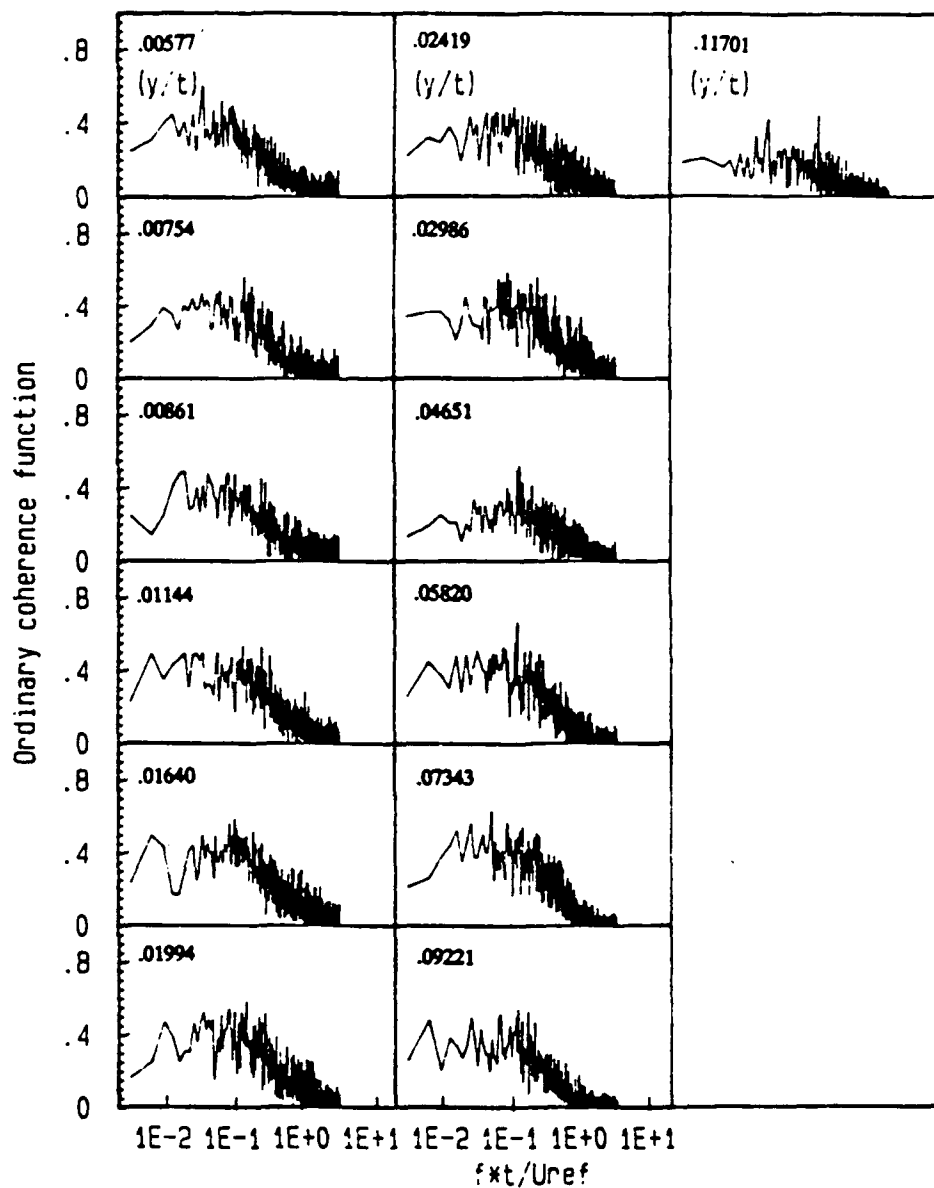 .8 .00577 .02419 .11701
(y/t) (y/t) (y/t)
.4
0
.8 .00754 .02986
.4
0
.8 .00861 .04651
.4
0
.8 .01144 .05820
.4
0
.8 .01640 .07343
.4
0
.8 .01994 .09221
.4
0
Ordinary coherence function
1E-2 1E-1 1E+0 1E+1 1E-2 1E-1 1E+0 1E+1
f*t/Uref